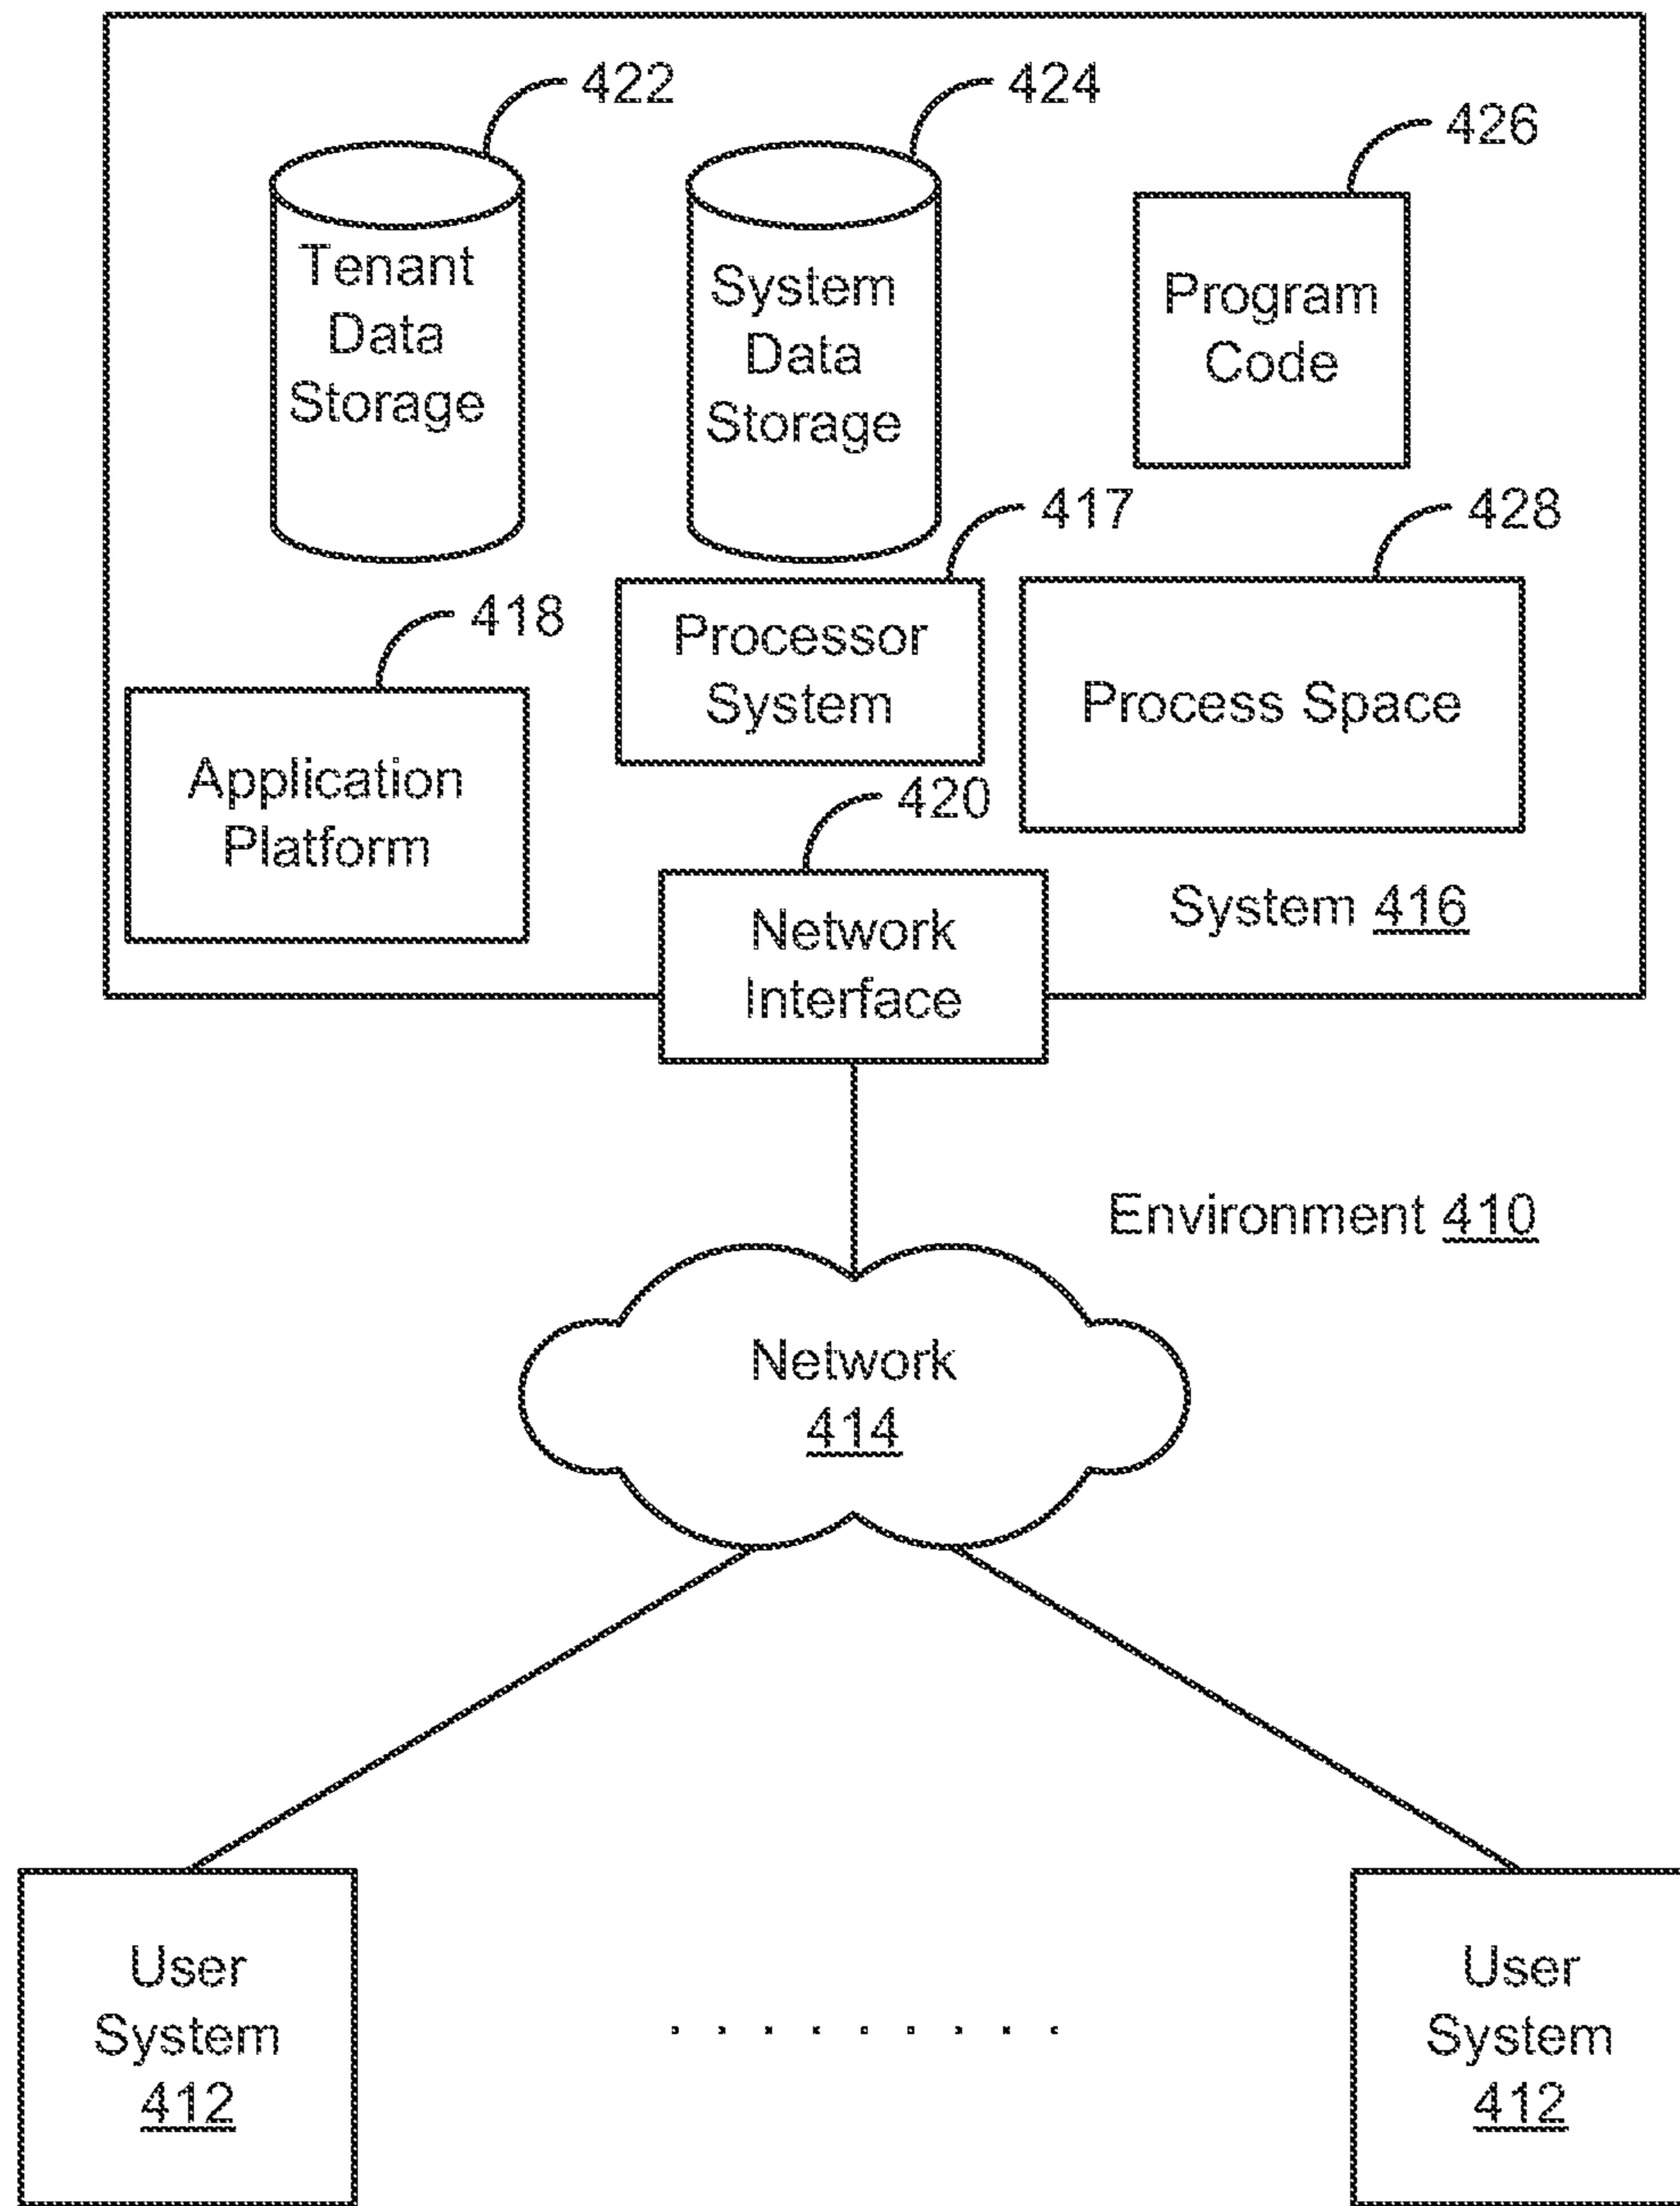 422
424
426
Tenant
Data
Storage
System
Data
Storage
Program
Code
417
428
418
Processor
System
Process Space
Application
Platform
420
Network
Interface
System 416
Environment 410
Network
414
User
System
412
User
System
412